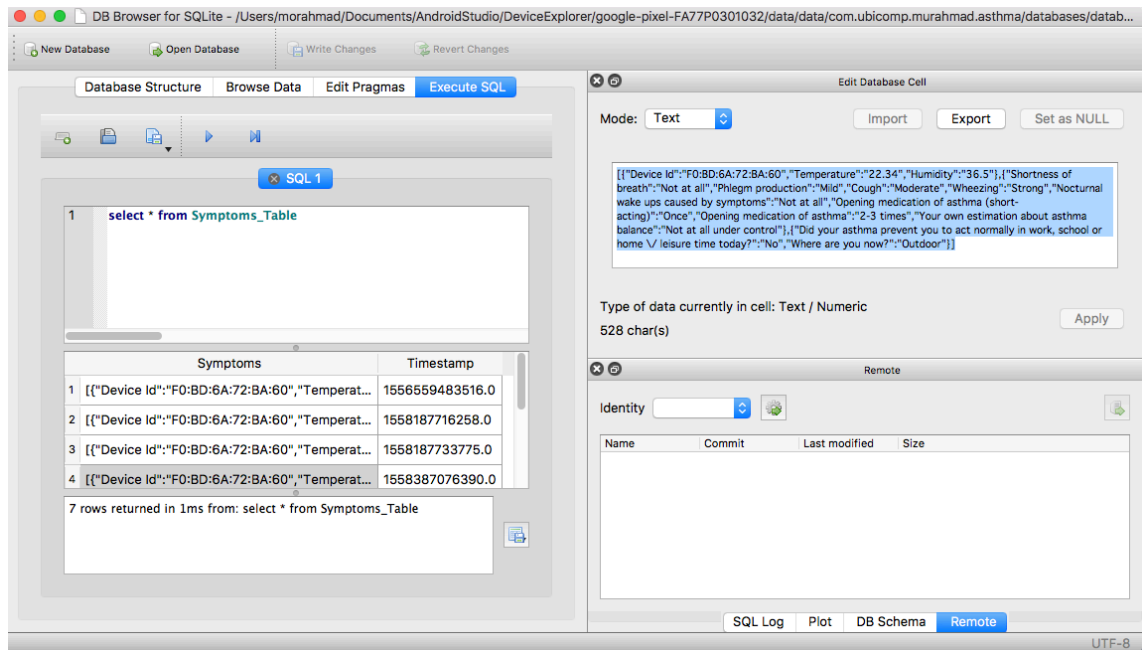 DB Browser for SQLite - /Users/morahmad/Documents/AndroidStudio/DeviceExplorer/google-pixel-FA77P0301032/data/data/com.ubicomp.murahmad.asthma/databases/datab...
New Database Open Database Write Changes Revert Changes
Database Structure Browse Data Edit Pragmas Execute SQL
SQL 1
1 select * from Symptoms_Table
Symptoms Timestamp
1 [{"Device Id":"F0:BD:6A:72:BA:60","Temperat... 1556559483516.0
2 [{"Device Id":"F0:BD:6A:72:BA:60","Temperat... 1558187716258.0
3 [{"Device Id":"F0:BD:6A:72:BA:60","Temperat... 1558187733775.0
4 [{"Device Id":"F0:BD:6A:72:BA:60","Temperat... 1558387076390.0
7 rows returned in 1ms from: select * from Symptoms_Table
Edit Database Cell
Mode: Text Import Export Set as NULL
[{"Device Id":"F0:BD:6A:72:BA:60","Temperature":"22.34","Humidity":"36.5"},{"Shortness of
breath":"Not at all","Phlegm production":"Mild","Cough":"Moderate","Wheezing":"Strong","Nocturnal
wake ups caused by symptoms":"Not at all","Opening medication of asthma (short-
acting)":"Once","Opening medication of asthma":"2-3 times","Your own estimation about asthma
balance":"Not at all under control"},{"Did your asthma prevent you to act normally in work, school or
home \/ leisure time today?":"No","Where are you now?":"Outdoor"}]
Type of data currently in cell: Text / Numeric
528 char(s)
Apply
Remote
Identity
Name Commit Last modified Size
SQL Log Plot DB Schema Remote
UTF-8